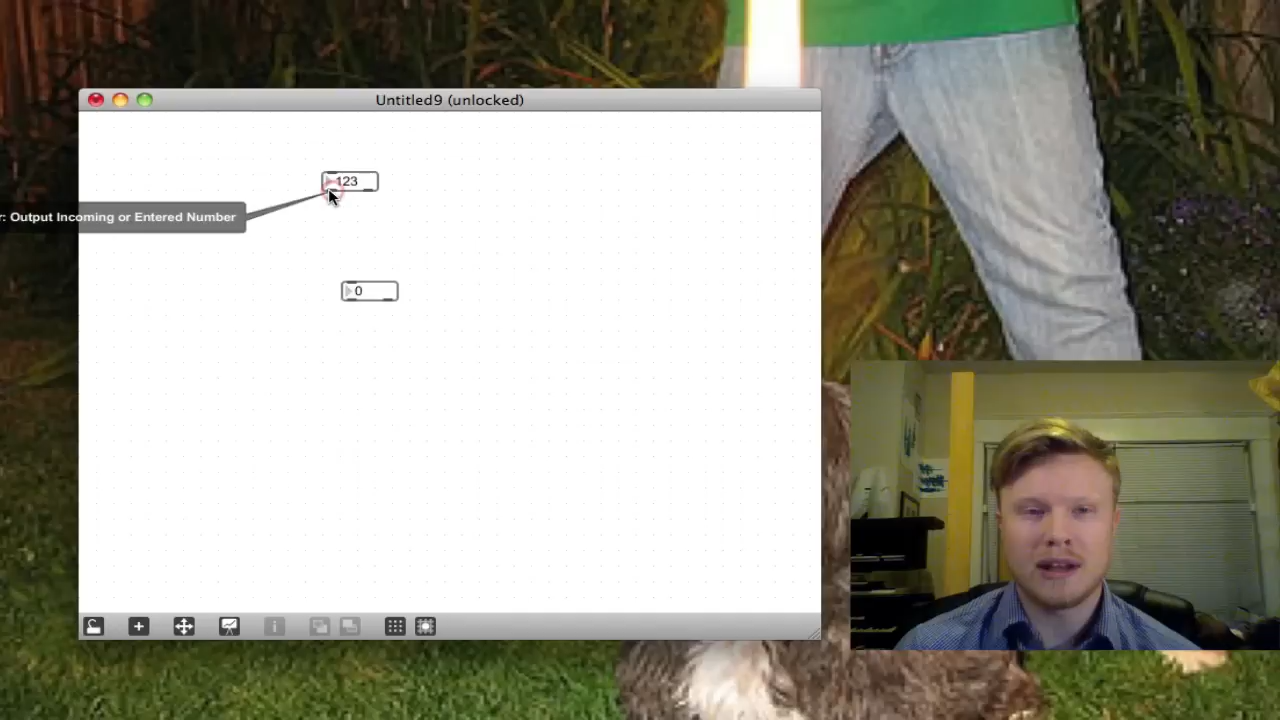 Untitled9 (unlocked)
123
r: Output Incoming or Entered Number
0